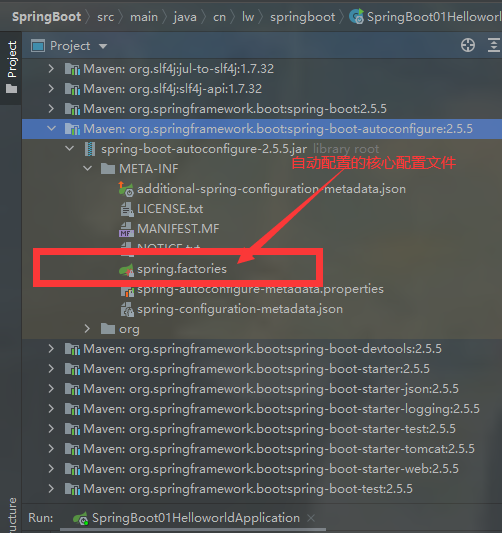 SpringBoot 〉 src 〉 main 〉 java 〉 cn 〉 lw 〉 springboot 〉 SpringBoot01Hellowor
Project
Project
Maven: org.slf4j:jul-to-slf4j:1.7.32
Maven: org.slf4j:slf4j-api:1.7.32
Maven: org.springframework.boot:spring-boot:2.5.5
Maven: org.springframework.boot:spring-boot-autoconfigure:2.5.5
spring-boot-autoconfigure-2.5.5.jar library root
META-INF
自动配置的核心配置文件
additional-spring-configuration-metadata.json
LICENSE.txt
MANIFEST.MF
NOTICE.txt
spring.factories
spring-autoconfigure-metadata.properties
spring-configuration-metadata.json
org
Maven: org.springframework.boot:spring-boot-devtools:2.5.5
Maven: org.springframework.boot:spring-boot-starter:2.5.5
Maven: org.springframework.boot:spring-boot-starter-json:2.5.5
Maven: org.springframework.boot:spring-boot-starter-logging:2.5.5
Maven: org.springframework.boot:spring-boot-starter-test:2.5.5
Maven: org.springframework.boot:spring-boot-starter-tomcat:2.5.5
Maven: org.springframework.boot:spring-boot-starter-web:2.5.5
Maven: org.springframework.boot:spring-boot-test:2.5.5
ucture
Run: SpringBoot01HelloworldApplication